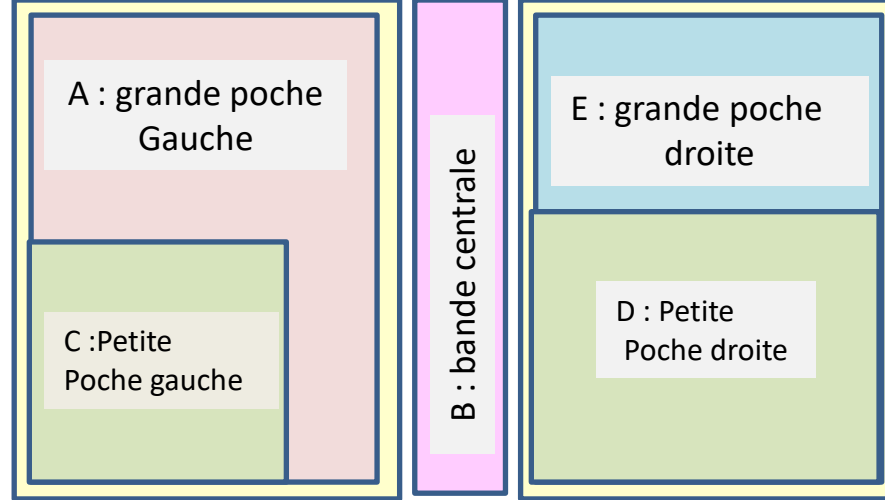 A : grande poche
Gauche
C :Petite
Poche gauche
B : bande centrale
E : grande poche
droite
D : Petite
Poche droite